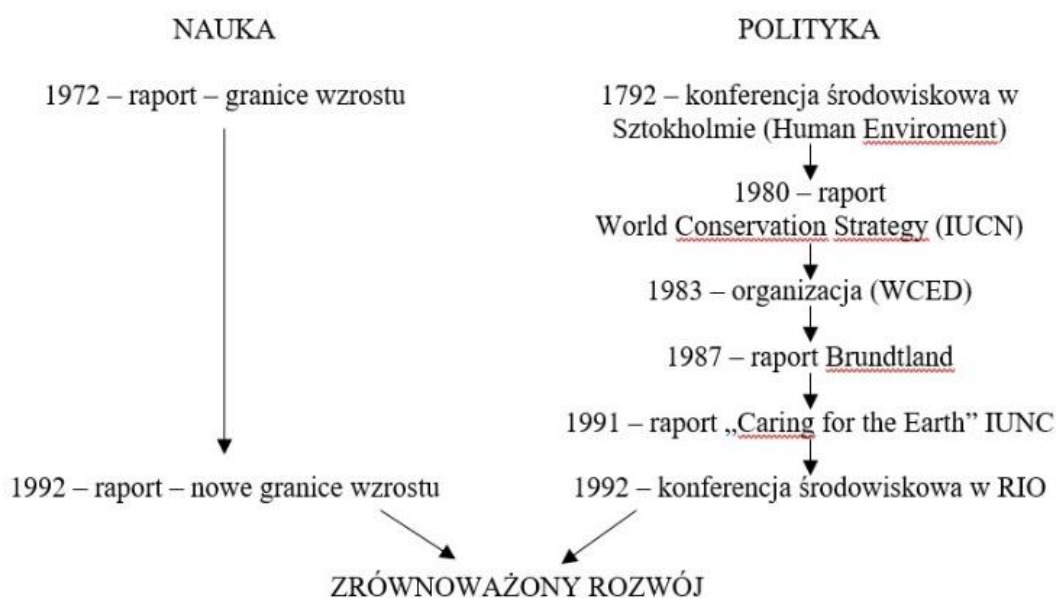 NAUKA
1972 – raport – granice wzrostu
1992 – raport – nowe granice wzrostu
POLITYKA
1792 – konferencja środowiskowa w
Sztokholmie (Human Enviroment)
1980 – raport
World Conservation Strategy (IUCN)
1983 – organizacja (WCED)
1987 – raport Brundtland
1991 – raport „Caring for the Earth” IUNC
1992 – konferencja środowiskowa w RIO
ZRÓWNOWAŻONY ROZWÓJ